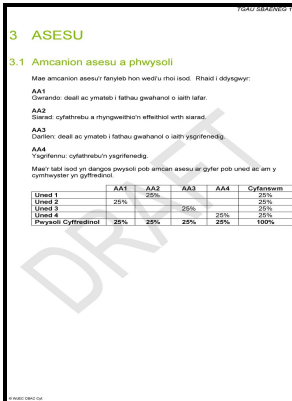 TGAU SBAENEG 1
3 ASESU
3.1 Amcanion asesu a phwysoli
Mae amcanion asesu'r fanyleb hon wedi'u rhoi isod. Rhaid i ddysgwyr:
AA1
Gwrando: deall ac ymateb i fathau gwahanol o iaith lafar.
AA2
Siarad: cyfathrebu a rhyngweithio'n effeithiol wrth siarad.
AA3
Darllen: deall ac ymateb i fathau gwahanol o iaith ysgrifenedig.
AA4
Ysgrifennu: cyfathrebu'n ysgrifenedig.
Mae'r tabl isod yn dangos pwysoli pob amcan asesu ar gyfer pob uned ac am y
cymhwyster yn gyffredinol.
AA1 AA2 AA3 AA4 Cyfanswm
Uned 1 25% 25%
Uned 2 25% 25%
Uned 3 25% 25%
Uned 4 25% 25%
Pwysoli Cyffredinol 25% 25% 25% 25% 100%
DRAFT
© WJEC CBAC Cyf.